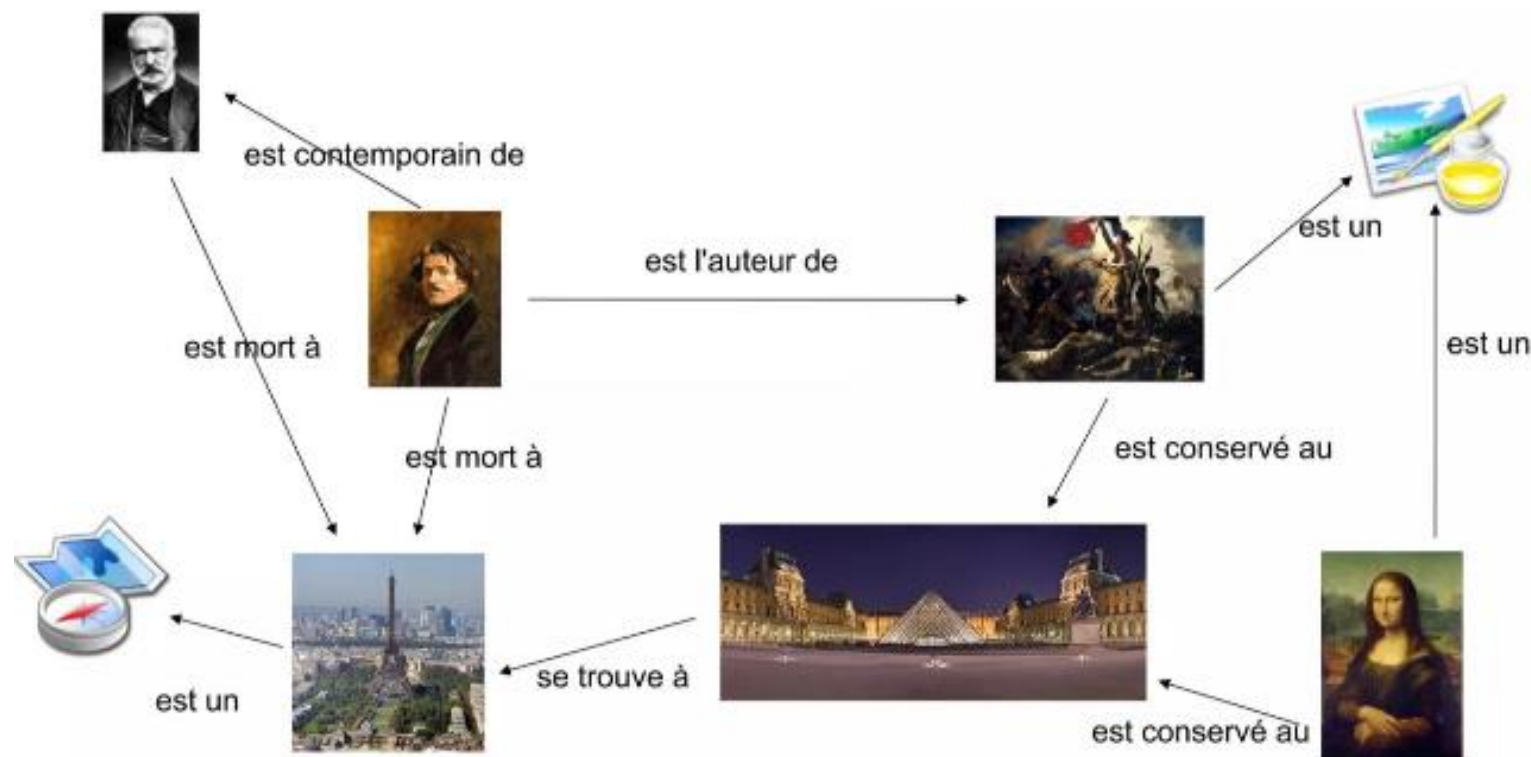 est contemporain de
est un
est l'auteur de
est mort à
est un
est conservé au
est mort à
se trouve à
est un
est conservé au